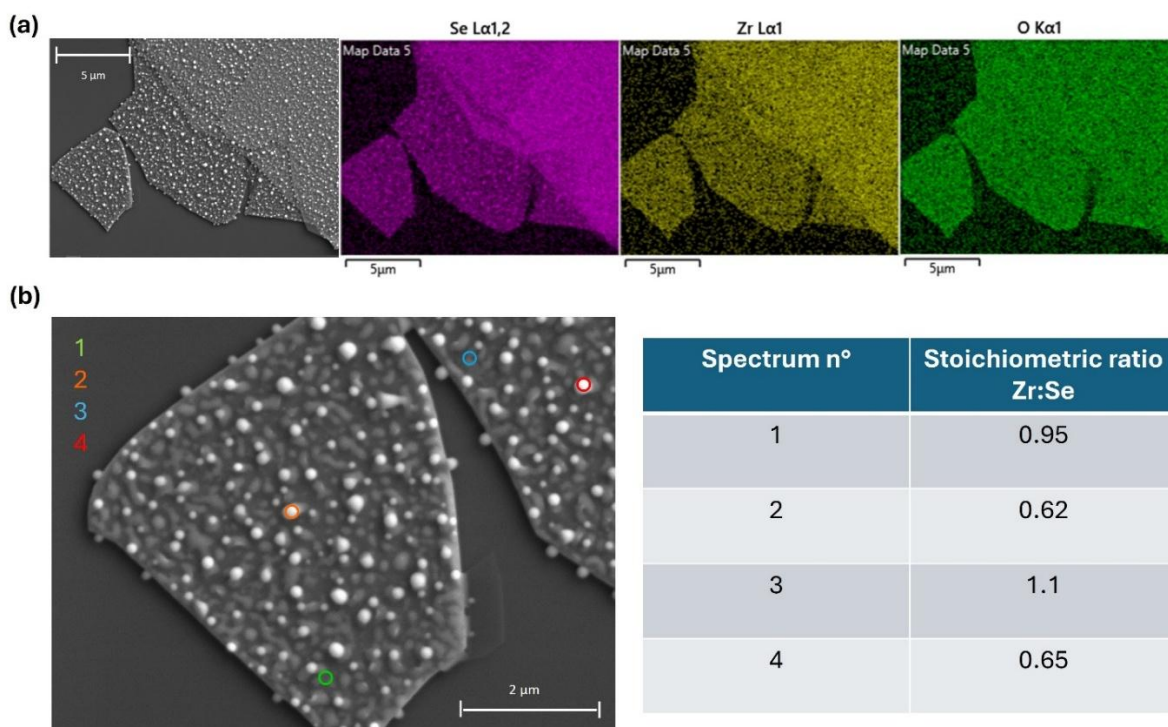 (a)
Se Lα1,2
Zr Lα1
O Kα1
5 μm
Map Data 5
Map Data 5
Map Data 5
5μm
5μm
5μm
(b)
1
2
3
4
2 μm
Spectrum n° Stoichiometric ratio
Zr:Se
1 0.95
2 0.62
3 1.1
4 0.65